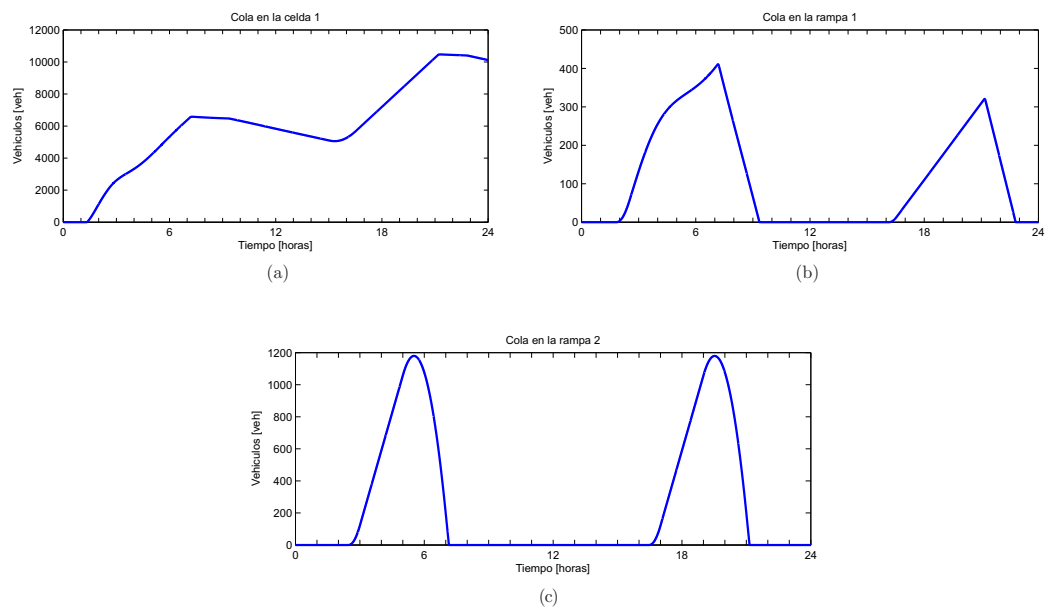 Cola en la celda 1
12000
10000
8000
6000
4000
2000
0
Vehiculos [veh]
0 6 12 18 24
Tiempo [horas]
(a)
Cola en la rampa 1
500
400
300
200
100
0
Vehiculos [veh]
0 6 12 18 24
Tiempo [horas]
(b)
Cola en la rampa 2
1200
1000
800
600
400
200
0
Vehiculos [veh]
0 6 12 18 24
Tiempo [horas]
(c)